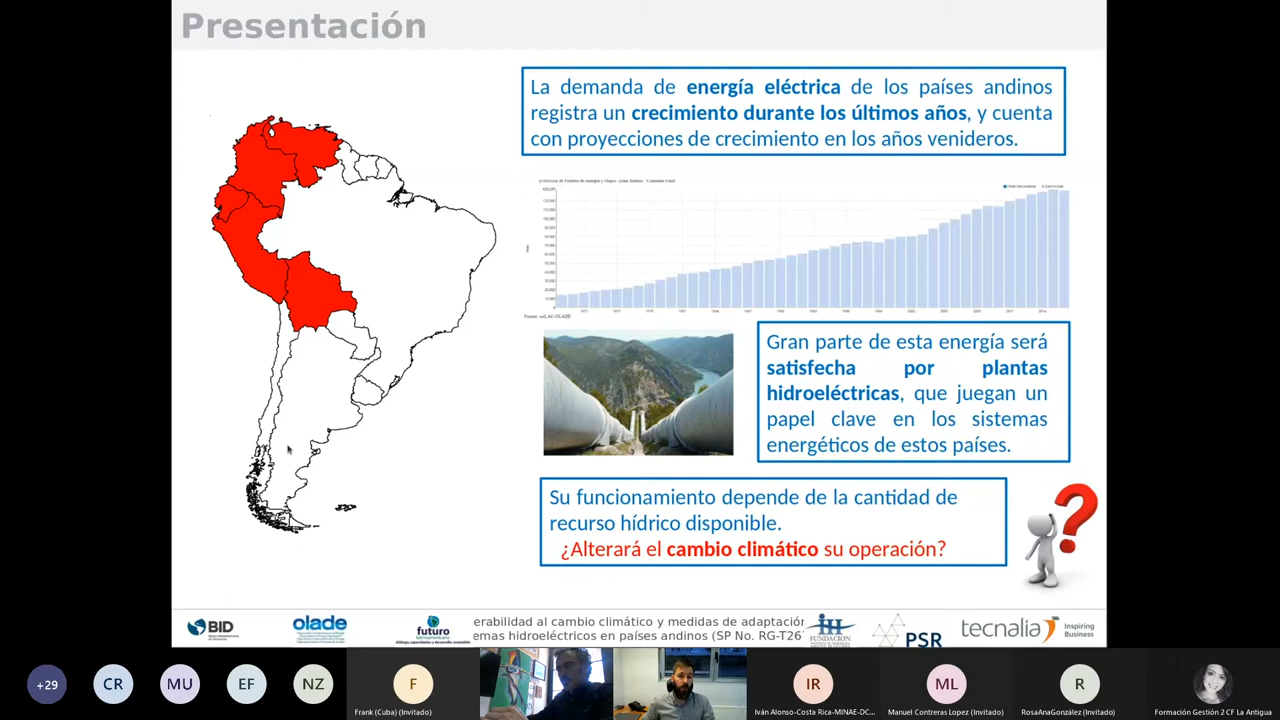 Presentación
La demanda de energía eléctrica de los países andinos
registra un crecimiento durante los últimos años, y cuenta
con proyecciones de crecimiento en los años venideros.
Gran parte de esta energía será
satisfecha por plantas
hidroeléctricas, que juegan un
papel clave en los sistemas
energéticos de estos países.
Su funcionamiento depende de la cantidad de
recurso hídrico disponible.
¿Alterará el cambio climático su operación?
BID
olade
futuro
latinoamericano
erabilidad al cambio climático y medidas de adaptación
emas hidroeléctricos en países andinos (SP No. RG-T26
FUNDACIÓN
PSR
tecnalia
Inspiring
Business
+29
CR
MU
EF
NZ
F
Frank (Cuba) (Invitado)
IR
Iván Alonso-Costa Rica-MINAE-DC...
ML
Manuel Contreras Lopez (Invitado)
R
RosaAnaGonzález (Invitado)
Formación Gestión 2 CF La Antigua